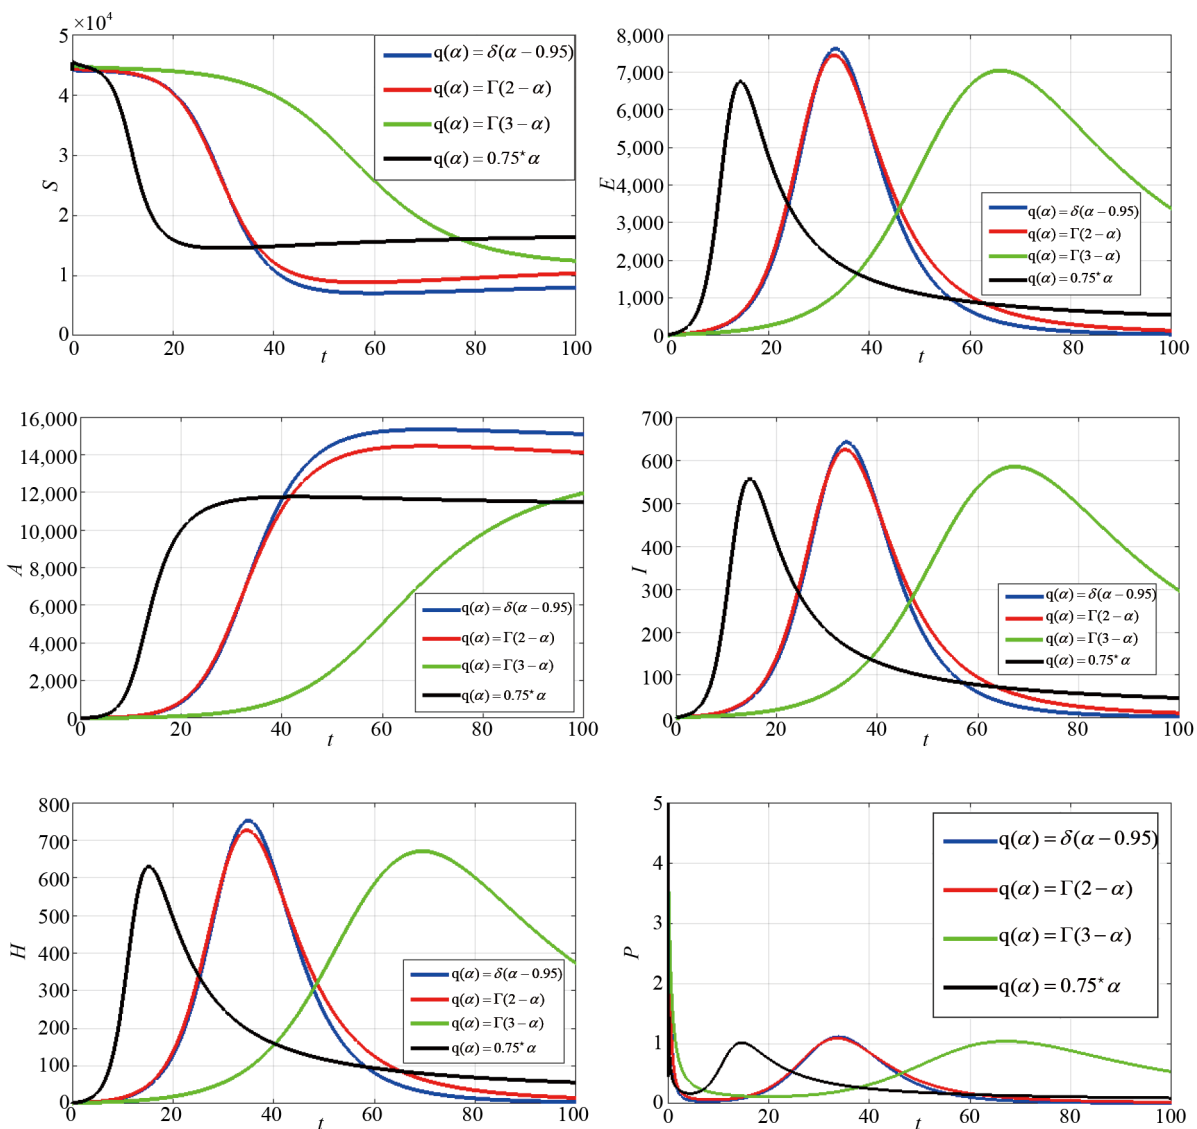 ×10⁴
5
4
3
2
1
0
S
0 20 40 60 80 100
t
q(α) = δ(α − 0.95)
q(α) = Γ(2 − α)
q(α) = Γ(3 − α)
q(α) = 0.75* α
8,000
7,000
6,000
5,000
4,000
3,000
2,000
1,000
0
E
0 20 40 60 80 100
t
q(α) = δ(α − 0.95)
q(α) = Γ(2 − α)
q(α) = Γ(3 − α)
q(α) = 0.75* α
16,000
14,000
12,000
10,000
8,000
6,000
4,000
2,000
0
A
0 20 40 60 80 100
t
q(α) = δ(α − 0.95)
q(α) = Γ(2 − α)
q(α) = Γ(3 − α)
q(α) = 0.75* α
700
600
500
400
300
200
100
0
I
0 20 40 60 80 100
t
q(α) = δ(α − 0.95)
q(α) = Γ(2 − α)
q(α) = Γ(3 − α)
q(α) = 0.75* α
800
700
600
500
400
300
200
100
0
H
0 20 40 60 80 100
t
q(α) = δ(α − 0.95)
q(α) = Γ(2 − α)
q(α) = Γ(3 − α)
q(α) = 0.75* α
5
4
3
2
1
0
P
0 20 40 60 80 100
t
q(α) = δ(α − 0.95)
q(α) = Γ(2 − α)
q(α) = Γ(3 − α)
q(α) = 0.75* α